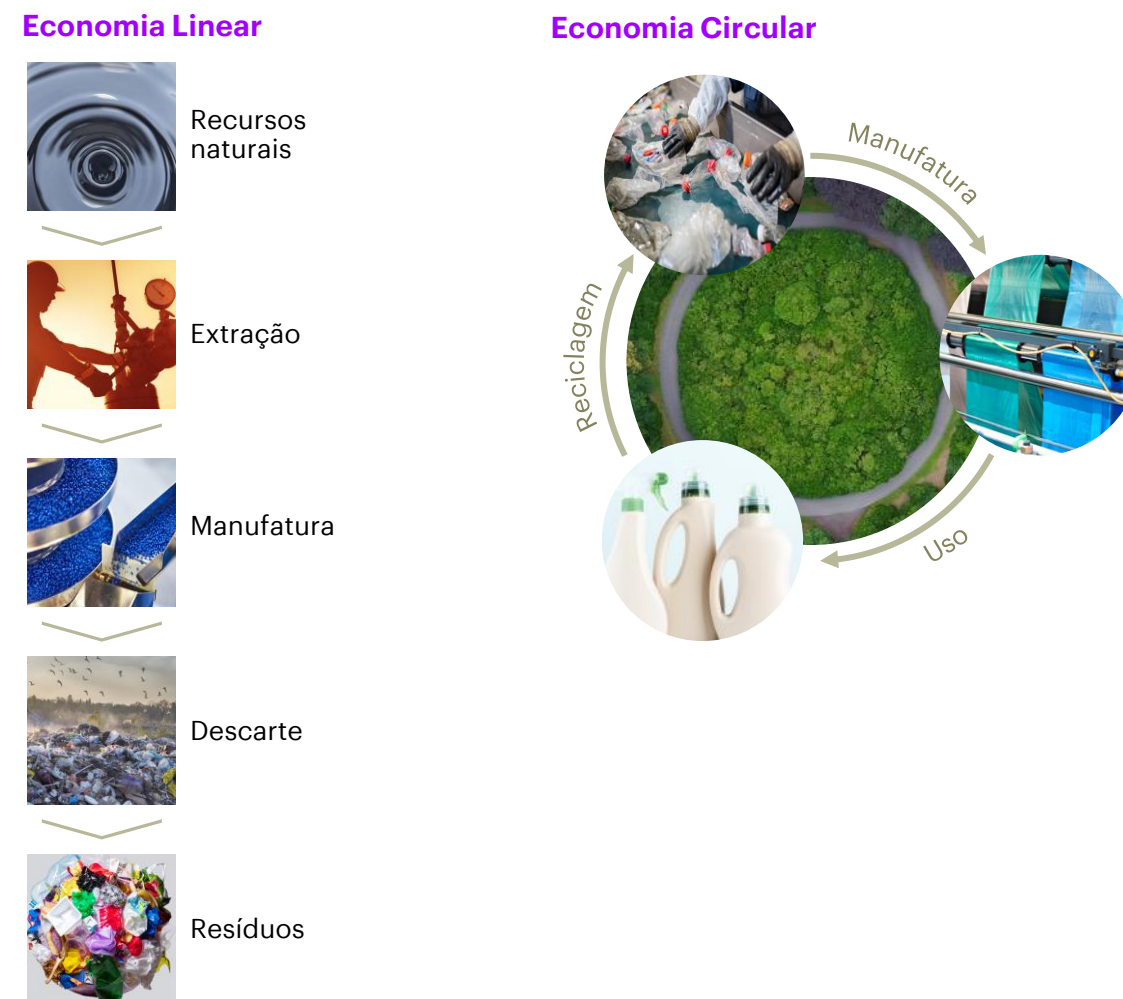 Economia Linear
Recursos
naturais
Extração
Manufatura
Descarte
Resíduos
Economia Circular
Manufatura
Uso
Reciclagem